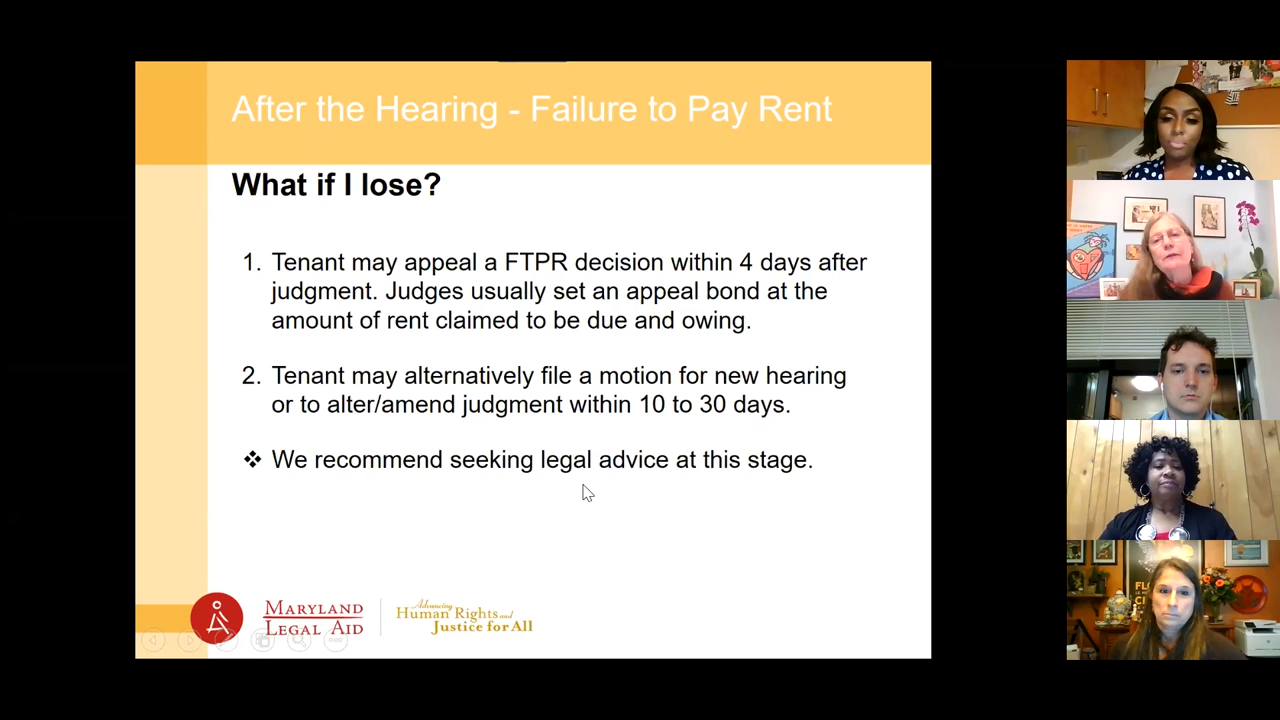 After the Hearing - Failure to Pay Rent
What if I lose?
1. Tenant may appeal a FTPR decision within 4 days after
judgment. Judges usually set an appeal bond at the
amount of rent claimed to be due and owing.
2. Tenant may alternatively file a motion for new hearing
or to alter/amend judgment within 10 to 30 days.
❖ We recommend seeking legal advice at this stage.
MARYLAND
LEGAL AID
Advancing
Human Rights and
Justice for All